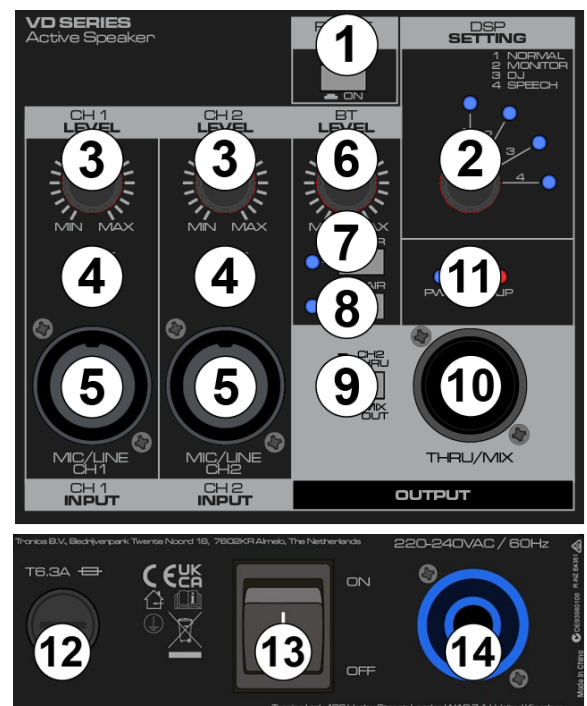 VD SERIES
Active Speaker
1
ON
DSP
SETTING
1 NORMAL
2 MONITOR
3 DJ
4 SPEECH
3
4
2
CH 1
LEVEL
CH 2
LEVEL
BT
LEVEL
3
3
6
MIN MAX
MIN MAX
7
4
4
8
11
CH2
THRU
9
MIX
OUT
5
5
10
MIC/LINE
CH1
MIC/LINE
CH2
THRU/MIX
CH 1
INPUT
CH 2
INPUT
OUTPUT
Tronios B.V., Bedrijvenpark Twente Noord 18, 7602KR Almelo, The Netherlands
220-240VAC / 60Hz
T6.3A
CE UK
CA
ON
OFF
12
13
14
Made in China